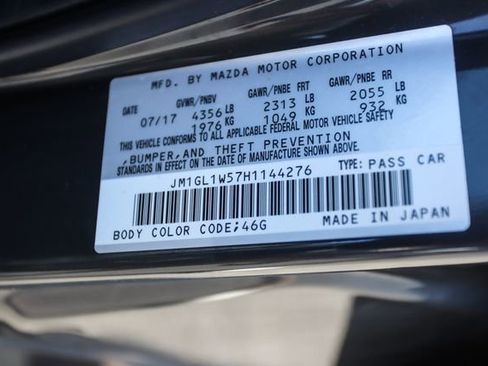 MFD. BY MAZDA MOTOR CORPORATION
DATE GVWR/PNBV GAWR/PNBE FRT GAWR/PNBE RR
07/17 4356 LB 2313 LB 2055 LB
1976 KG 1049 KG 932 KG
THIS VEHICLE CONFORMS TO ALL APPLICABLE FEDERAL MOTOR VEHICLE SAFETY
,BUMPER,AND THEFT PREVENTION
STANDARDS IN EFFECT ON THE DATE OF MANUFACTURE SHOWN ABOVE.
JM1GL1W57H1144276 TYPE: PASS CAR
BODY COLOR CODE;46G MADE IN JAPAN